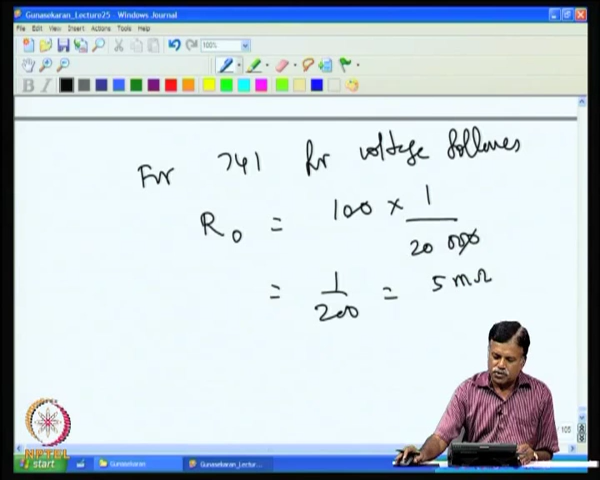 Gunasekaran_Lecture25 - Windows Journal
File Edit View Insert Actions Tools Help
100%
B I
For 741 for voltage follower
R₀ = 100 × 1/20 000
= 1/200 = 5 mΩ
/ 105
NPTEL
start Gunasekaran Gunasekaran_Lectur...